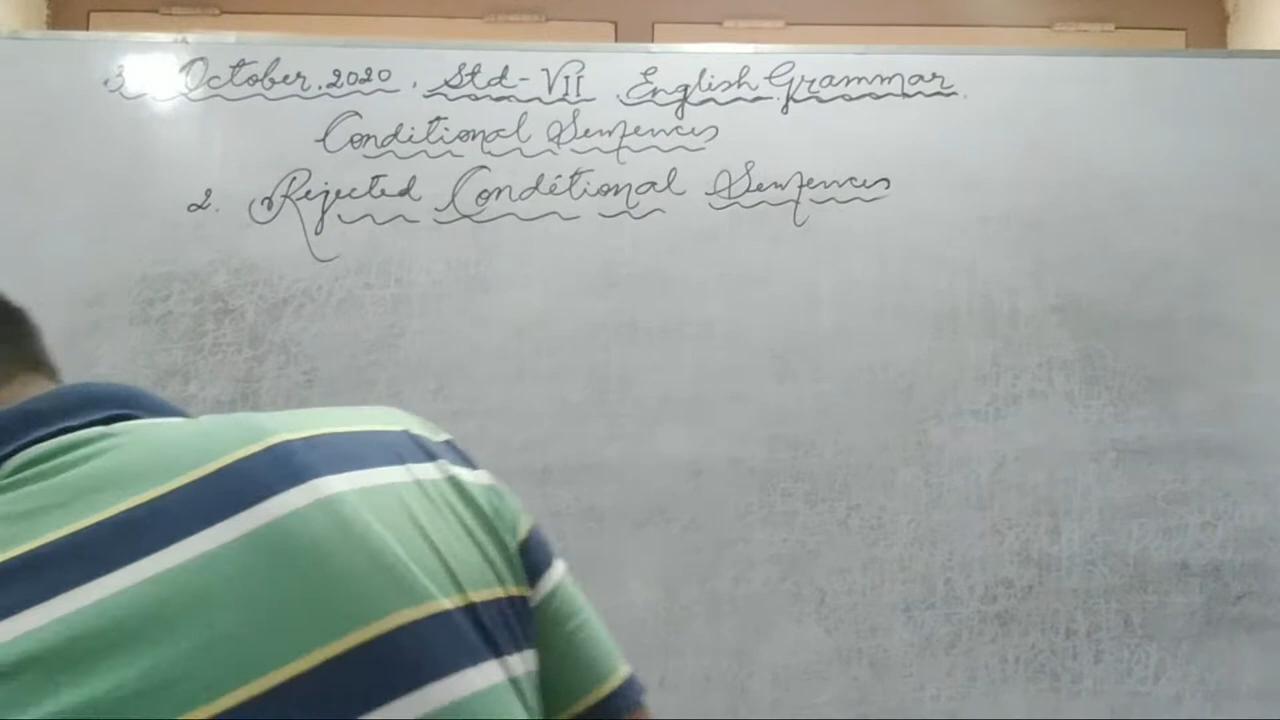 3 October.2020. Std-VII English Grammar.
Conditional Sentences
2. Rejected Conditional Sentences